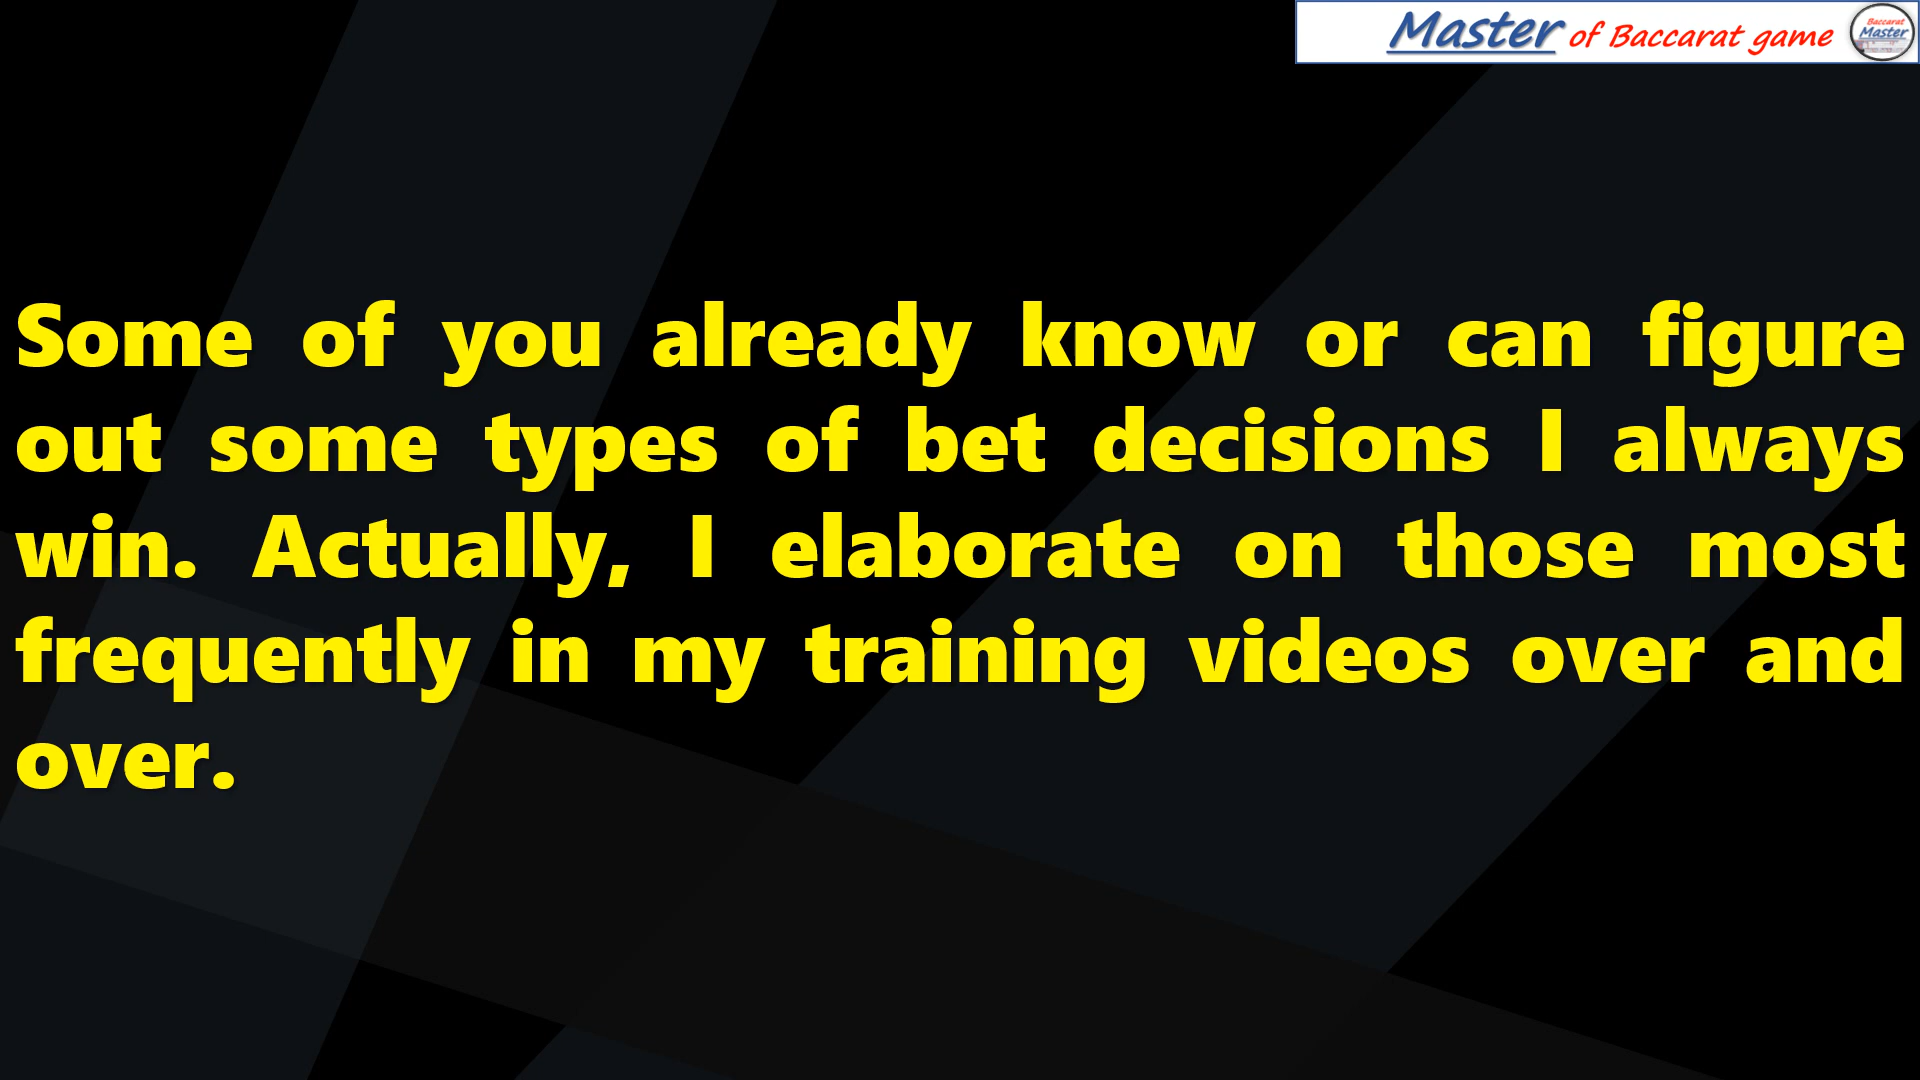 Master of Baccarat game
Baccarat
Master
Some of you already know or can figure
out some types of bet decisions I always
win. Actually, I elaborate on those most
frequently in my training videos over and
over.